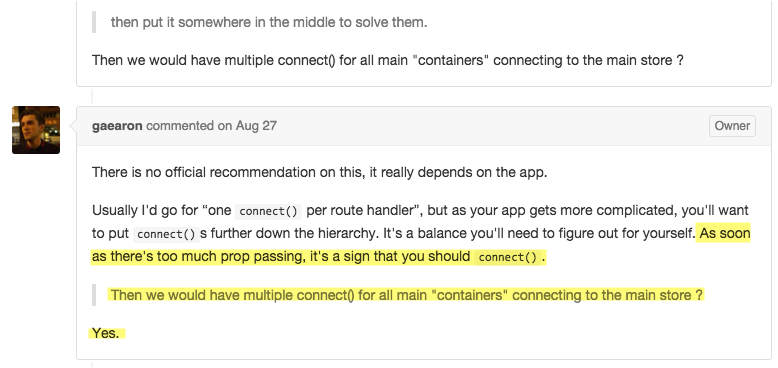 then put it somewhere in the middle to solve them.
Then we would have multiple connect() for all main "containers" connecting to the main store ?
gaearon commented on Aug 27
Owner
There is no official recommendation on this, it really depends on the app.
Usually I'd go for “one connect() per route handler”, but as your app gets more complicated, you'll want
to put connect() s further down the hierarchy. It's a balance you'll need to figure out for yourself. As soon
as there's too much prop passing, it's a sign that you should connect() .
Then we would have multiple connect() for all main "containers" connecting to the main store ?
Yes.